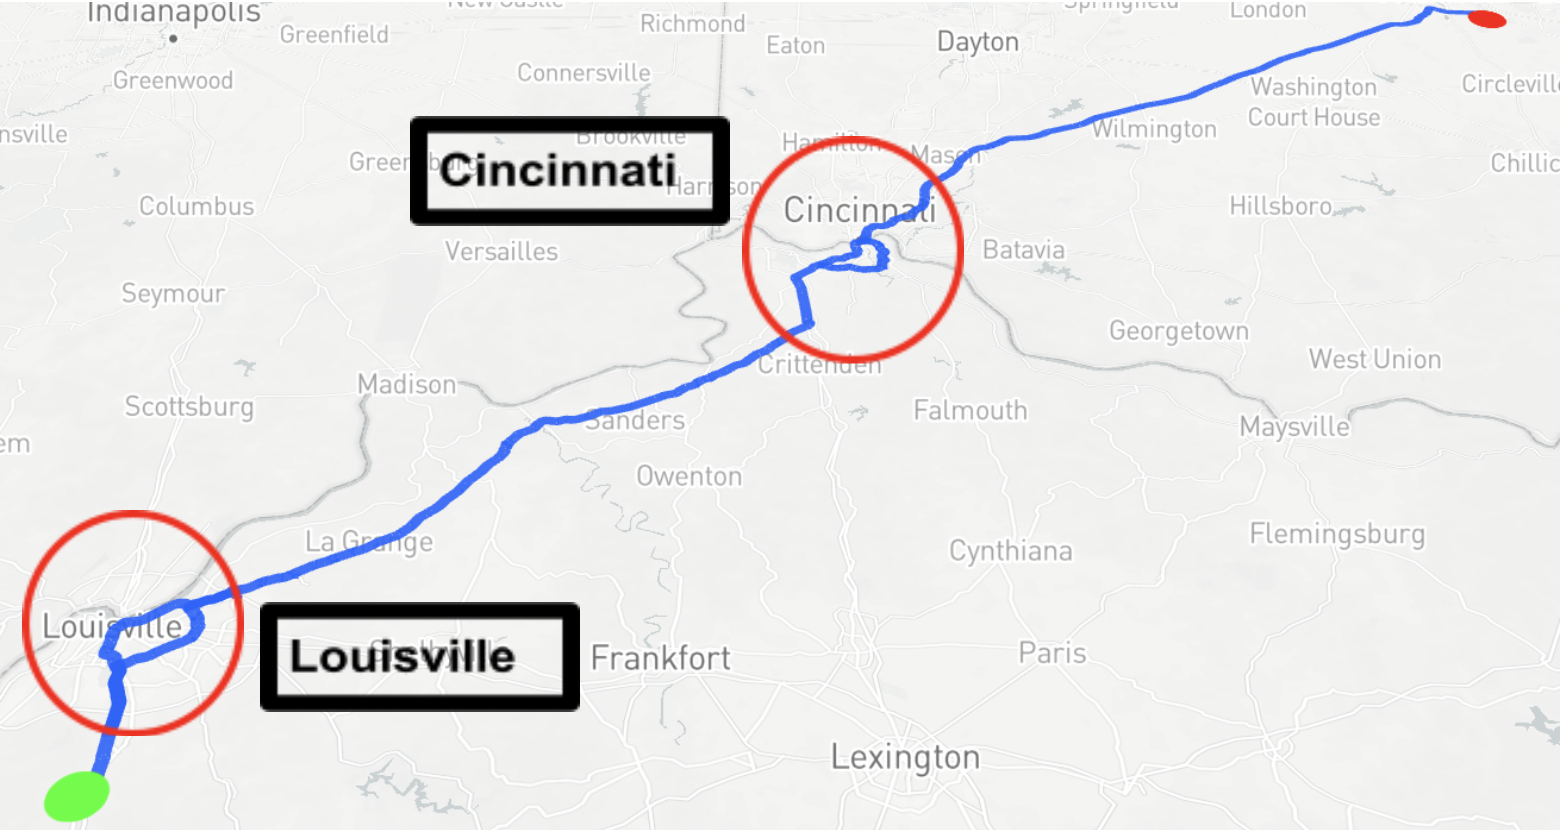 Indianapolis
New Castle
Springfield
London
Richmond
Greenfield
Eaton
Dayton
Connersville
Greenwood
Washington
Court House
Circlevill
nsville
Brookville
Hamilton
Wilmington
Mason
Cincinnati
Greensburg
Harrison
Chillic
Columbus
Cincinnati
Hillsboro
Versailles
Batavia
Seymour
Georgetown
West Union
Crittenden
Madison
Scottsburg
Sanders
Falmouth
Maysville
em
Owenton
La Grange
Cynthiana
Flemingsburg
Louisville
Louisville
Frankfort
Paris
Lexington